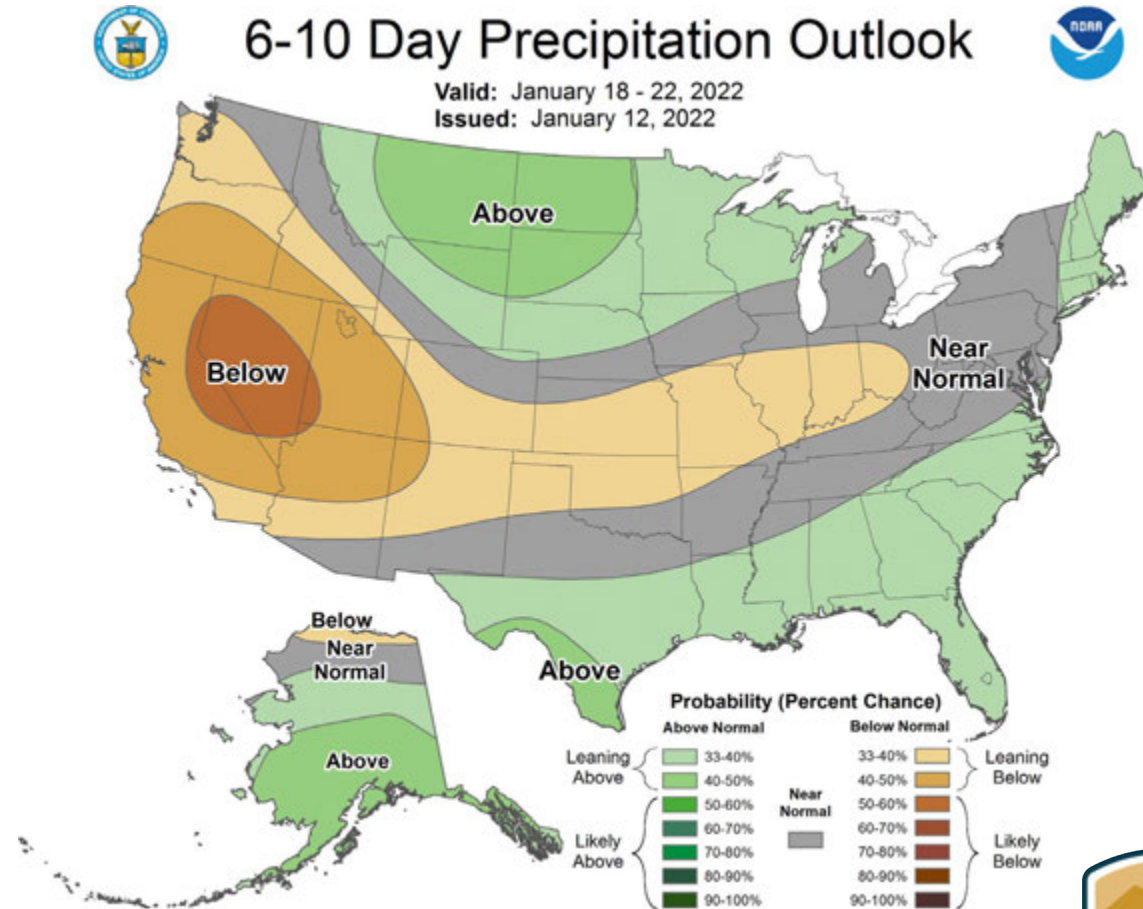 6-10 Day Precipitation Outlook
NOAA
Valid: January 18 - 22, 2022
Issued: January 12, 2022
Above
Below
Near
Normal
Above
Below
Near
Normal
Above
Probability (Percent Chance)
Above Normal
Below Normal
Leaning
Above
33-40%
40-50%
50-60%
60-70%
70-80%
80-90%
90-100%
Likely
Above
Near
Normal
33-40%
40-50%
50-60%
60-70%
70-80%
80-90%
90-100%
Leaning
Below
Likely
Below